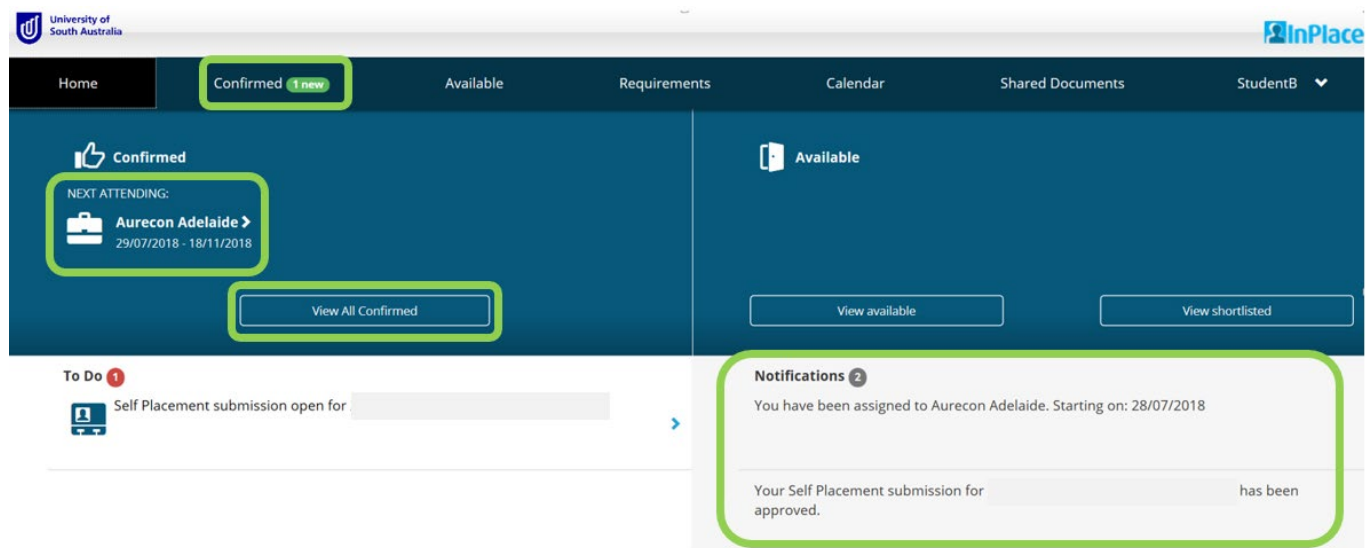 University of
South Australia
InPlace
Home
Confirmed 1 new
Available
Requirements
Calendar
Shared Documents
StudentB
Confirmed
NEXT ATTENDING:
Aurecon Adelaide
29/07/2018 - 18/11/2018
View All Confirmed
Available
View available
View shortlisted
To Do 1
Self Placement submission open for
Notifications 2
You have been assigned to Aurecon Adelaide. Starting on: 28/07/2018
Your Self Placement submission for has been
approved.